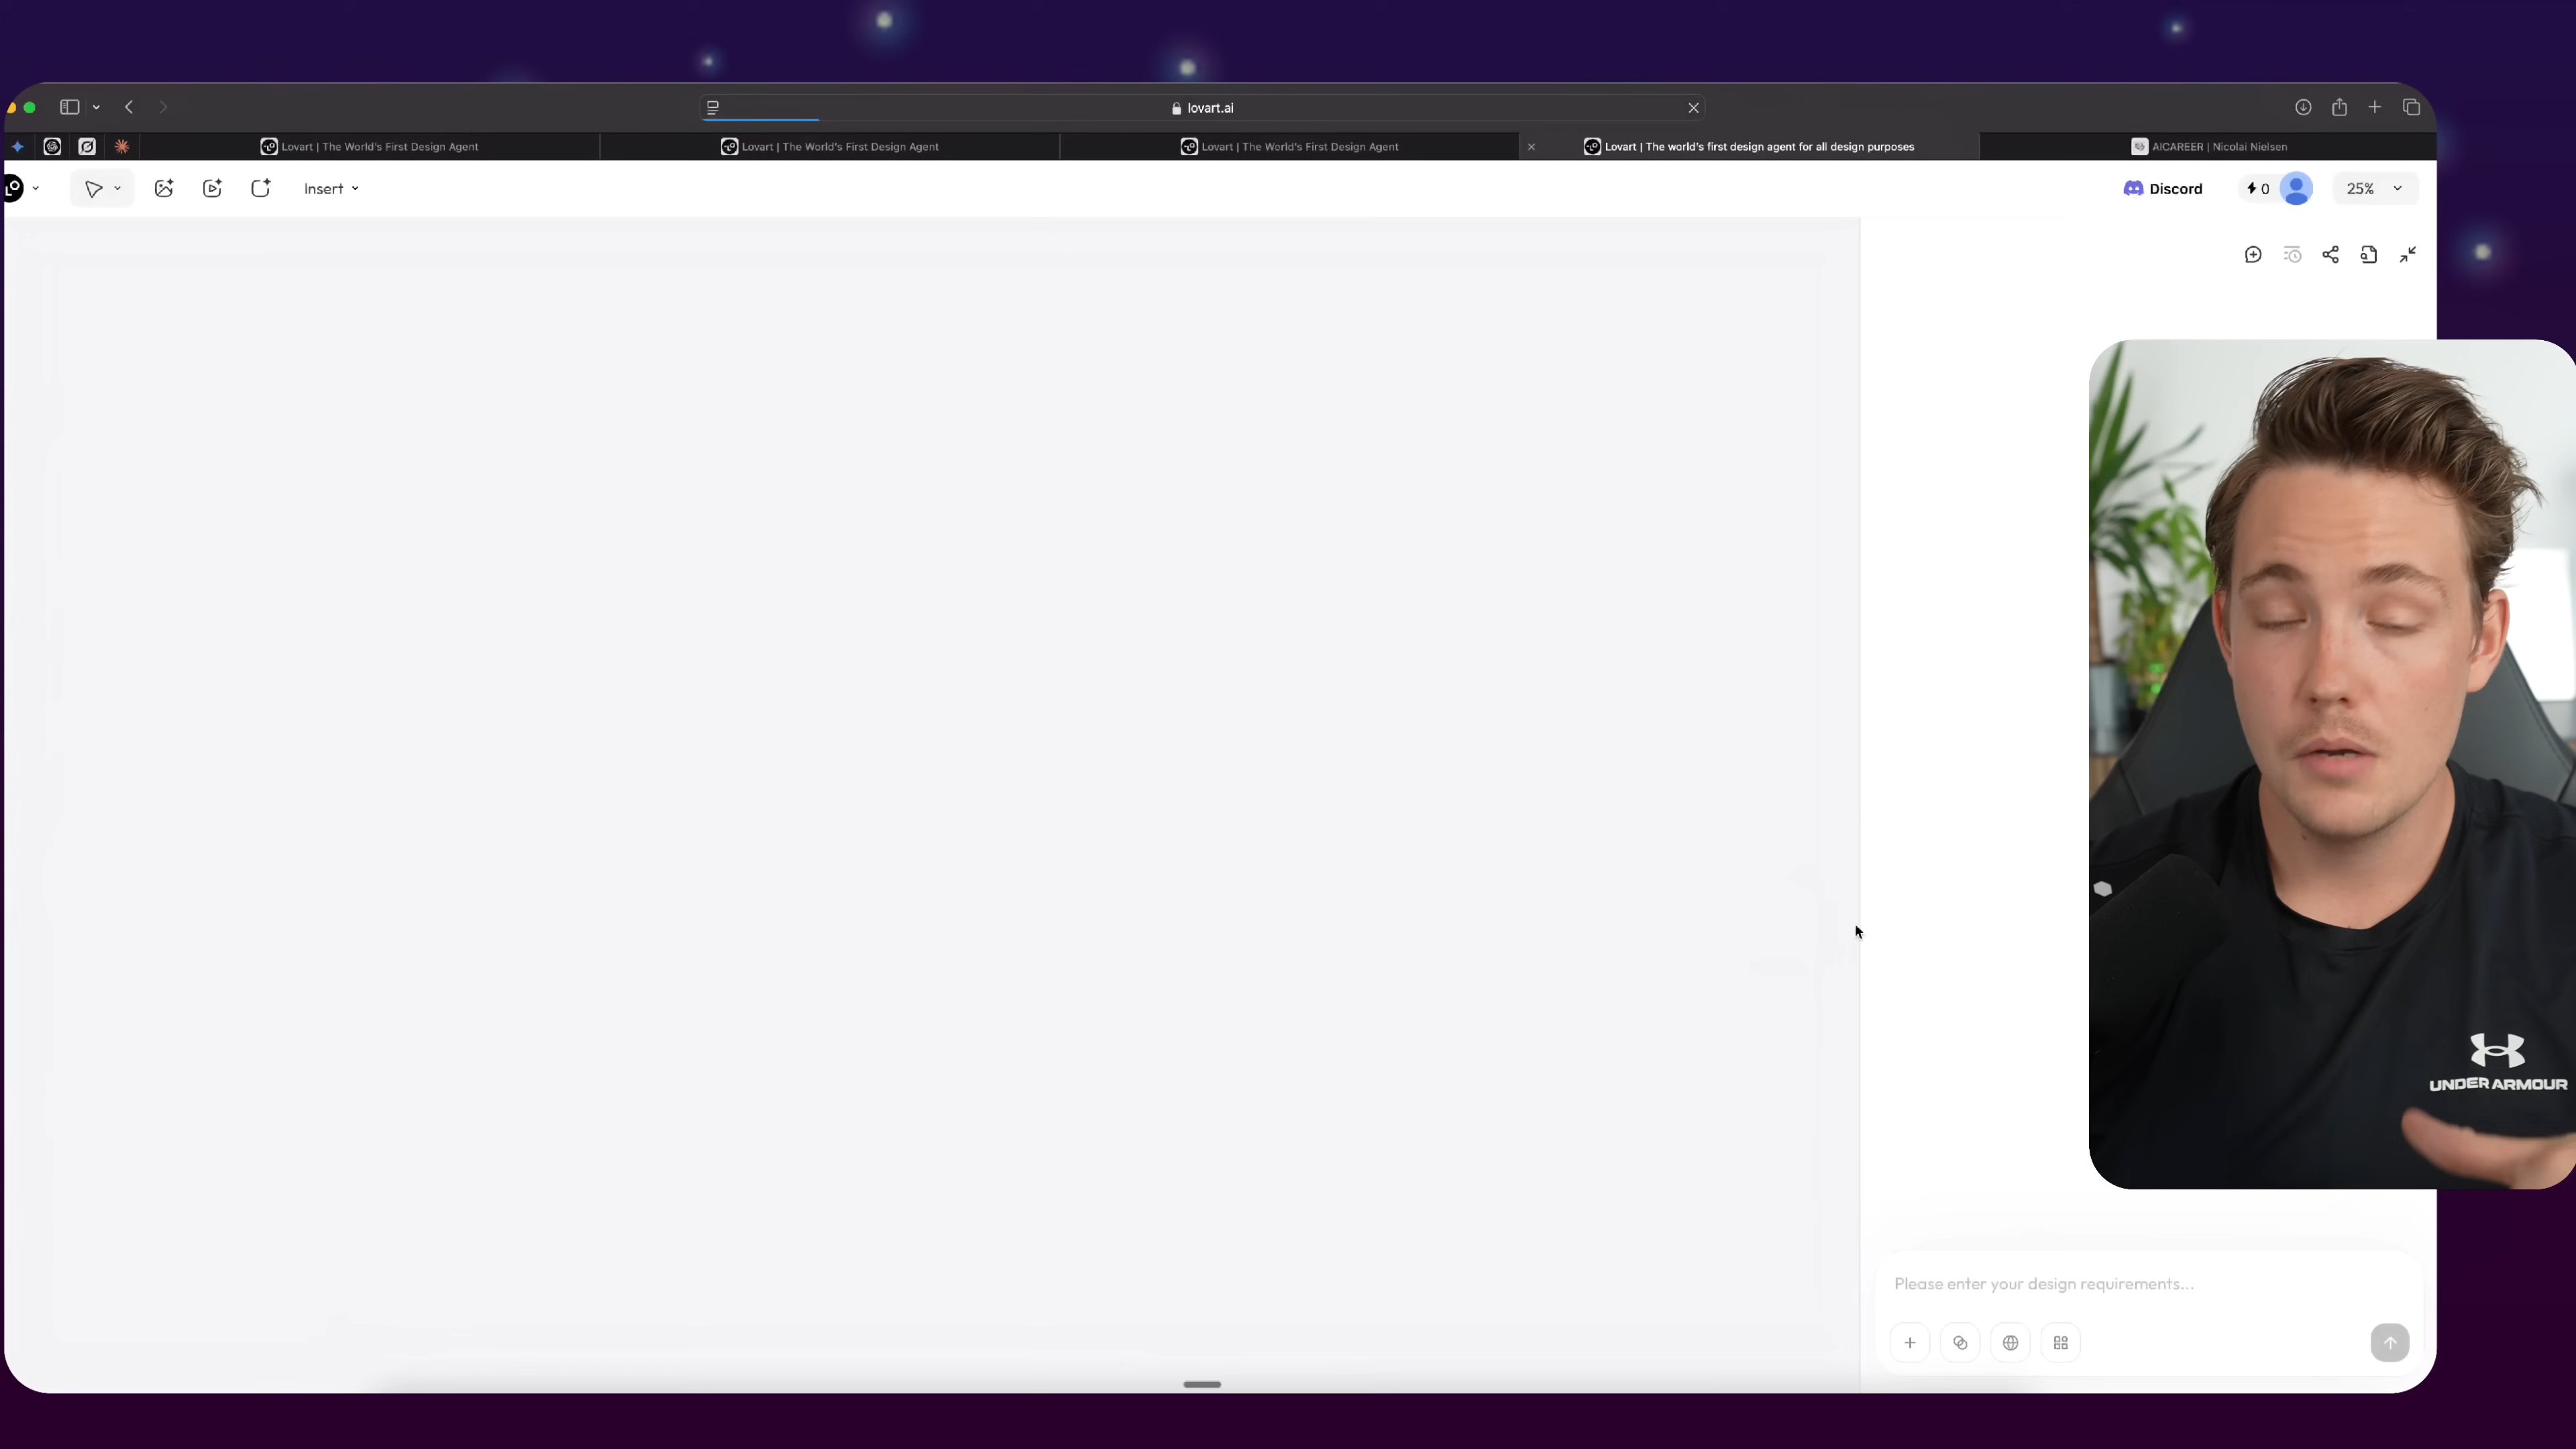 lovart.ai
Lovart | The World's First Design Agent
Lovart | The World's First Design Agent
Lovart | The World's First Design Agent
Lovart | The world's first design agent for all design purposes
AICAREER | Nicolai Nielsen
Insert
Discord
0
25%
UNDER ARMOUR
Please enter your design requirements...